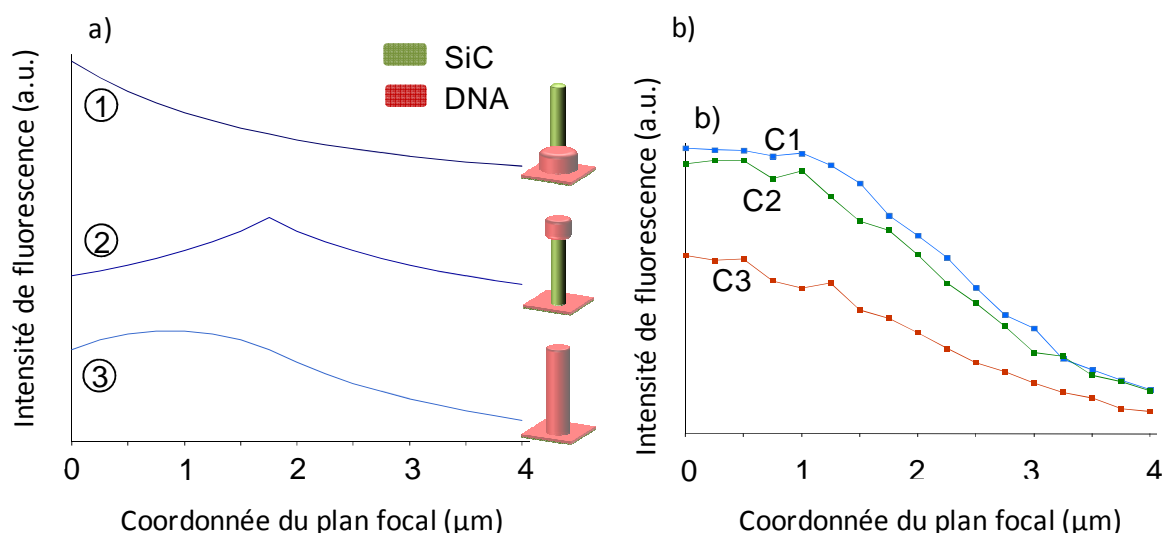 a)
SiC
DNA
Intensité de fluorescence (a.u.)
1
2
3
0 1 2 3 4
Coordonnée du plan focal (µm)
b)
b)
C1
C2
C3
Intensité de fluorescence (a.u.)
0 1 2 3 4
Coordonnée du plan focal (µm)